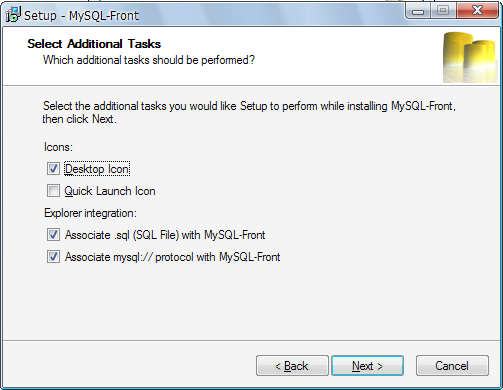 Setup - MySQL-Front
Select Additional Tasks
Which additional tasks should be performed?
Select the additional tasks you would like Setup to perform while installing MySQL-Front,
then click Next.
Icons:
Desktop Icon
Quick Launch Icon
Explorer integration:
Associate .sql (SQL File) with MySQL-Front
Associate mysql:// protocol with MySQL-Front
< Back
Next >
Cancel